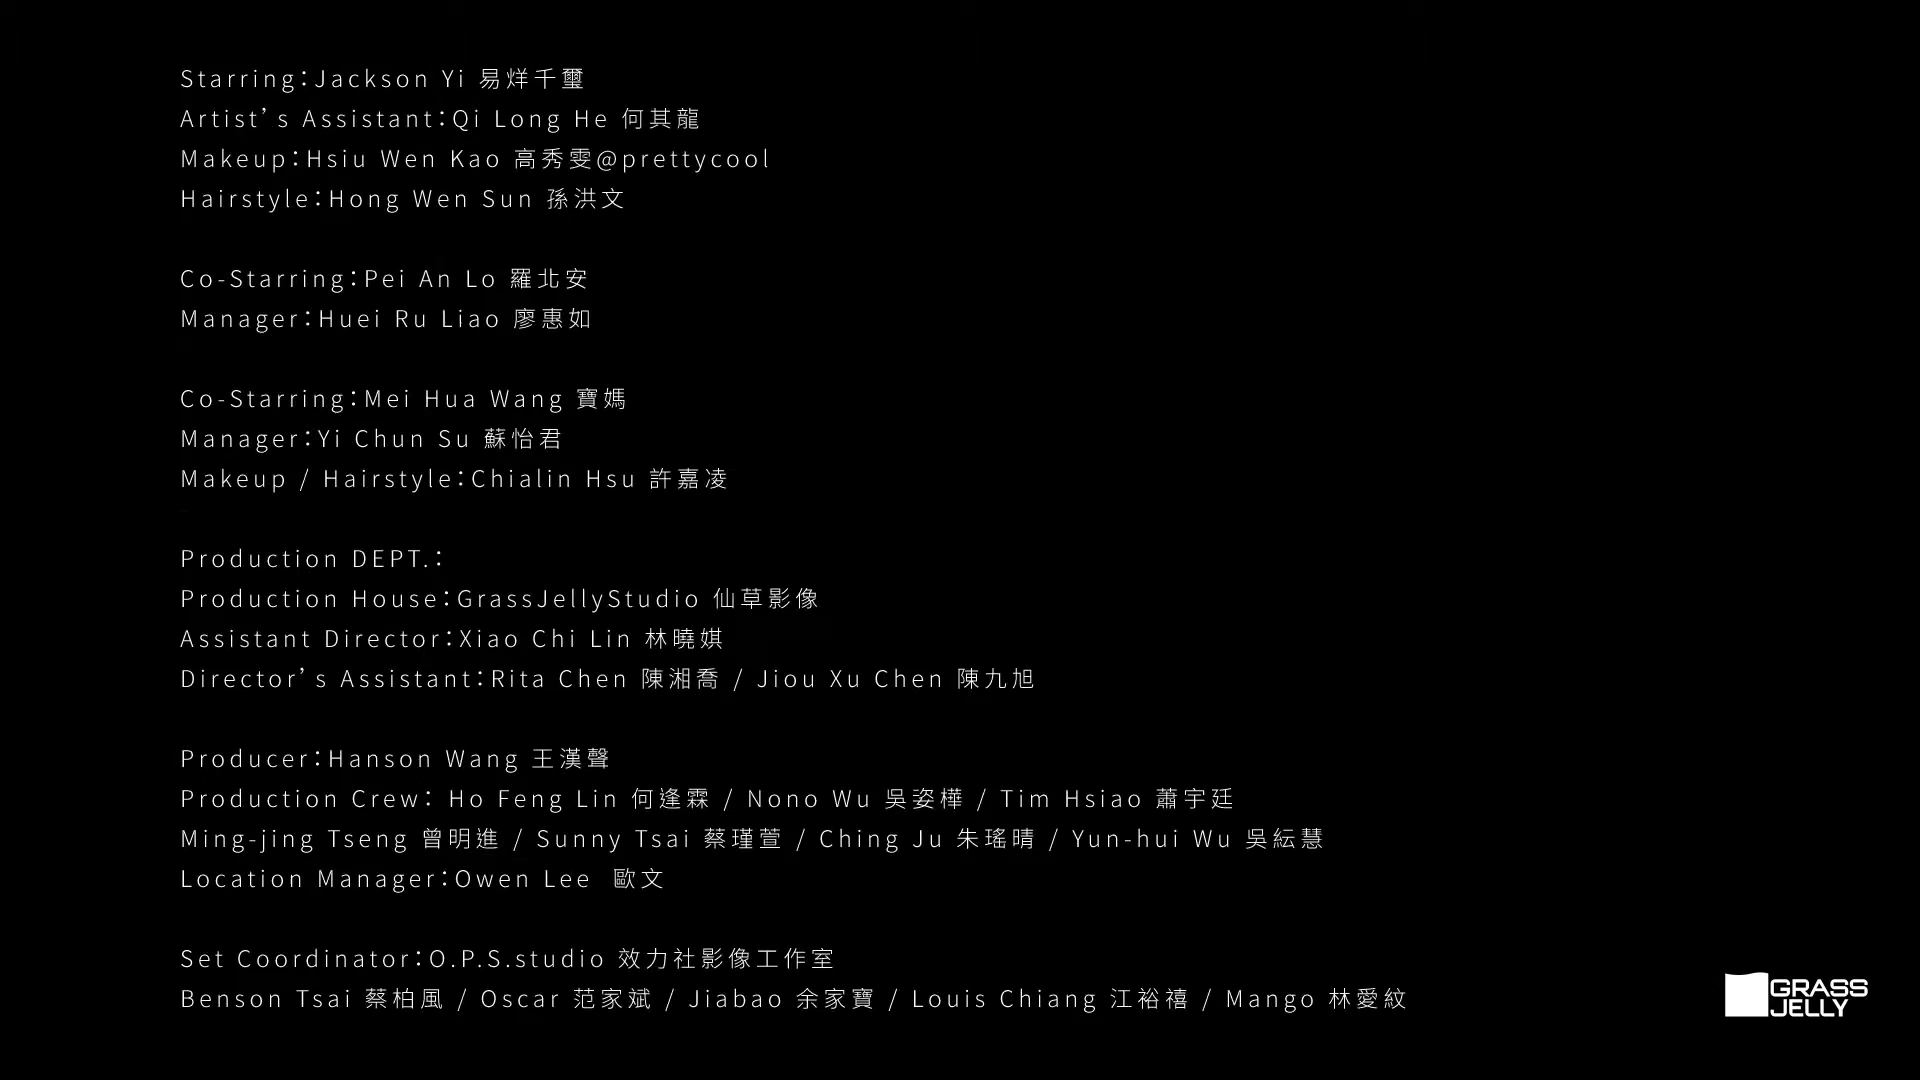 Starring：Jackson Yi 易烊千璽
Artist’s Assistant：Qi Long He 何其龍
Makeup：Hsiu Wen Kao 高秀雯@prettycool
Hairstyle：Hong Wen Sun 孫洪文
Co-Starring：Pei An Lo 羅北安
Manager：Huei Ru Liao 廖惠如
Co-Starring：Mei Hua Wang 寶媽
Manager：Yi Chun Su 蘇怡君
Makeup / Hairstyle：Chialin Hsu 許嘉凌
Production DEPT.：
Production House：GrassJellyStudio 仙草影像
Assistant Director：Xiao Chi Lin 林曉娸
Director’s Assistant：Rita Chen 陳湘喬 / Jiou Xu Chen 陳九旭
Producer：Hanson Wang 王漢聲
Production Crew： Ho Feng Lin 何逢霖 / Nono Wu 吳姿樺 / Tim Hsiao 蕭宇廷
Ming-jing Tseng 曾明進 / Sunny Tsai 蔡瑾萱 / Ching Ju 朱瑤晴 / Yun-hui Wu 吳紜慧
Location Manager：Owen Lee 歐文
Set Coordinator：O.P.S.studio 效力社影像工作室
Benson Tsai 蔡柏風 / Oscar 范家斌 / Jiabao 余家寶 / Louis Chiang 江裕禧 / Mango 林愛紋
GRASS
JELLY